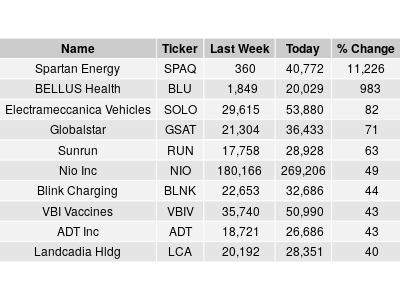 Name Ticker Last Week Today % Change
Spartan Energy SPAQ 360 40,772 11,226
BELLUS Health BLU 1,849 20,029 983
Electrameccanica Vehicles SOLO 29,615 53,880 82
Globalstar GSAT 21,304 36,433 71
Sunrun RUN 17,758 28,928 63
Nio Inc NIO 180,166 269,206 49
Blink Charging BLNK 22,653 32,686 44
VBI Vaccines VBIV 35,740 50,990 43
ADT Inc ADT 18,721 26,686 43
Landcadia Hldg LCA 20,192 28,351 40